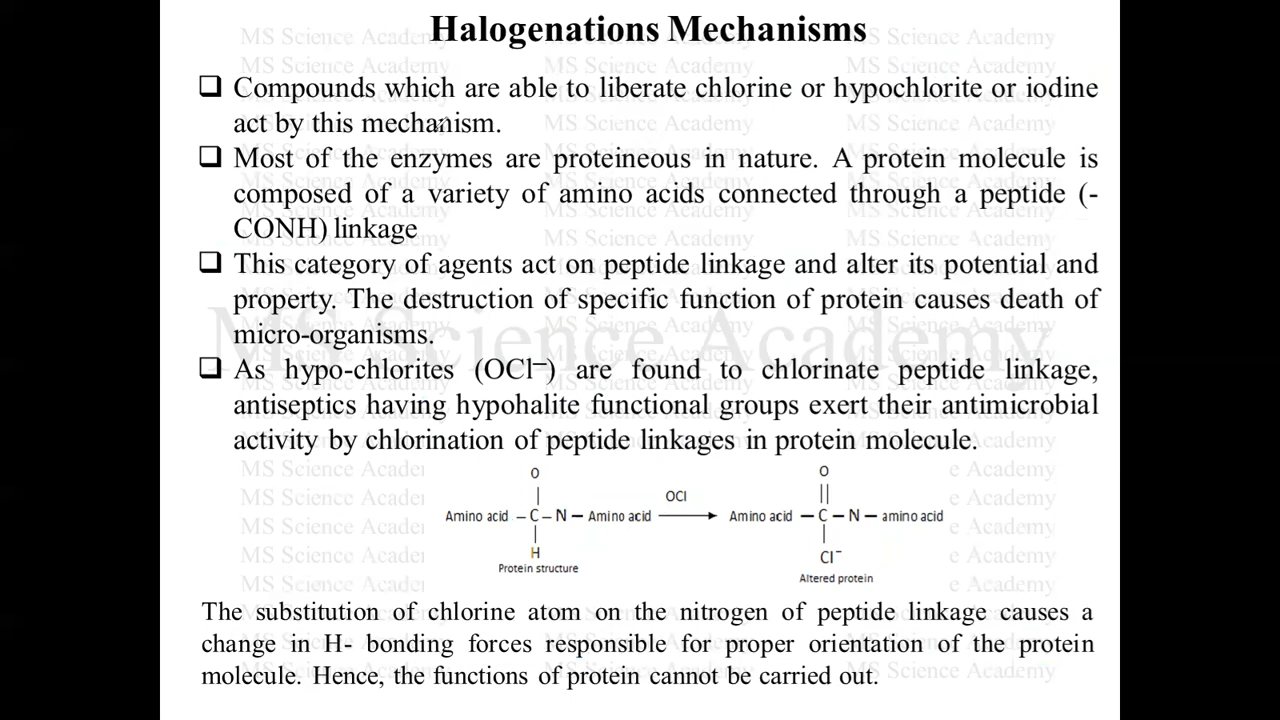 Halogenations Mechanisms
❑ Compounds which are able to liberate chlorine or hypochlorite or iodine
act by this mechanism.
❑ Most of the enzymes are proteineous in nature. A protein molecule is
composed of a variety of amino acids connected through a peptide (-
CONH) linkage
❑ This category of agents act on peptide linkage and alter its potential and
property. The destruction of specific function of protein causes death of
micro-organisms.
❑ As hypo-chlorites (OCl⁻) are found to chlorinate peptide linkage,
antiseptics having hypohalite functional groups exert their antimicrobial
activity by chlorination of peptide linkages in protein molecule.
O O
| ||
Amino acid – C – N – Amino acid OCl → Amino acid – C – N – amino acid
| |
H Cl⁻
Protein structure Altered protein
The substitution of chlorine atom on the nitrogen of peptide linkage causes a
change in H- bonding forces responsible for proper orientation of the protein
molecule. Hence, the functions of protein cannot be carried out.
MS Science Academy